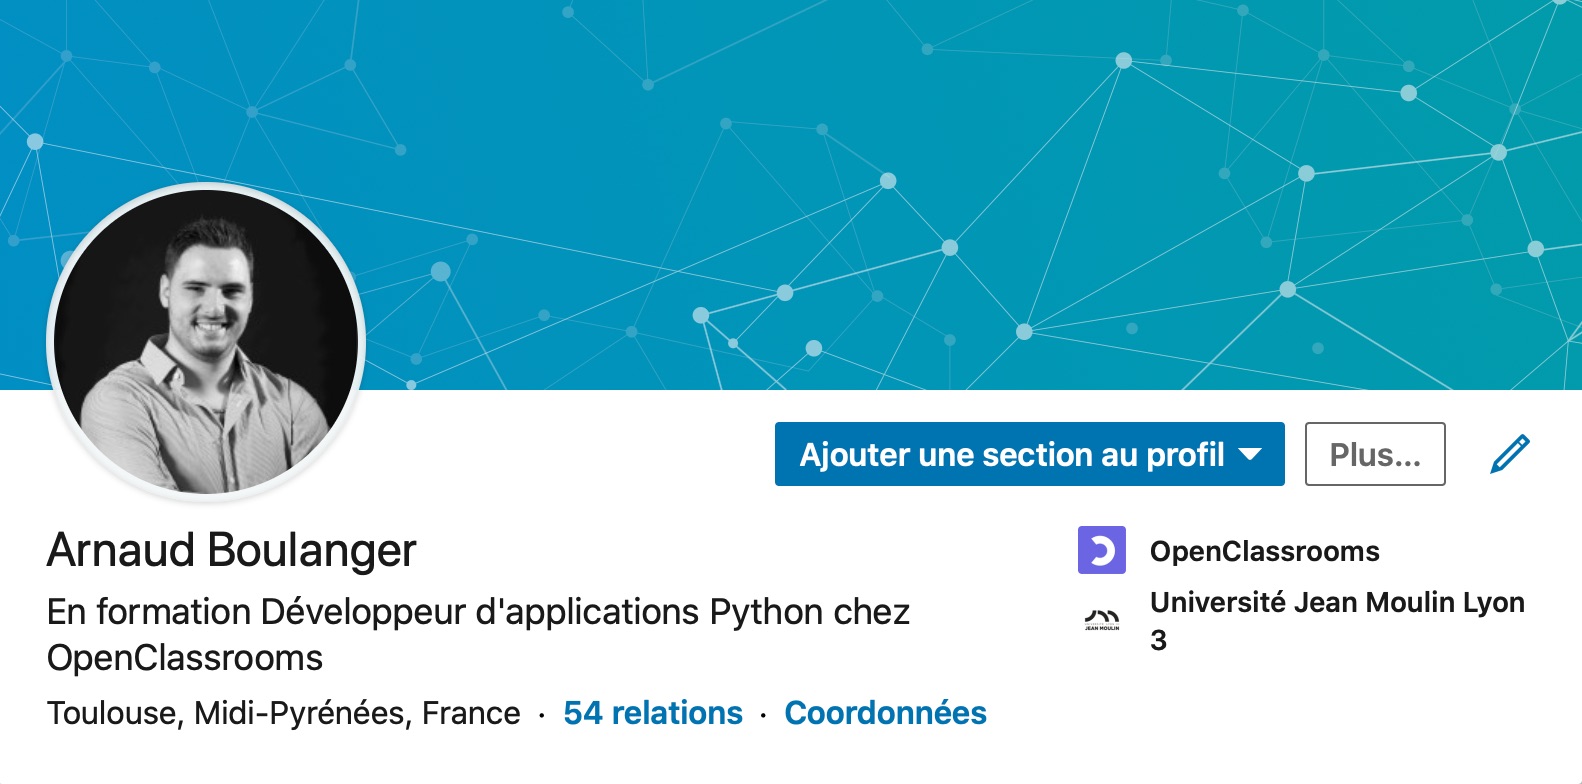 Ajouter une section au profil
Plus...
Arnaud Boulanger
En formation Développeur d'applications Python chez
OpenClassrooms
Toulouse, Midi-Pyrénées, France · 54 relations · Coordonnées
OpenClassrooms
Université Jean Moulin Lyon
3
JEAN MOULIN